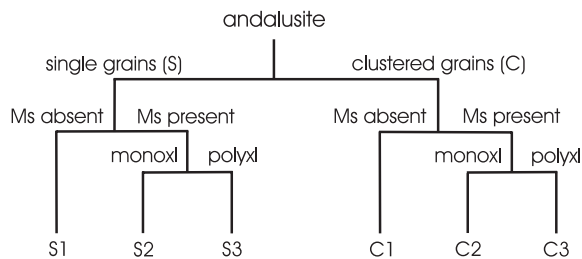 andalusite
single grains (S) clustered grains (C)
Ms absent Ms present Ms absent Ms present
monoxl polyxl monoxl polyxl
S1 S2 S3 C1 C2 C3